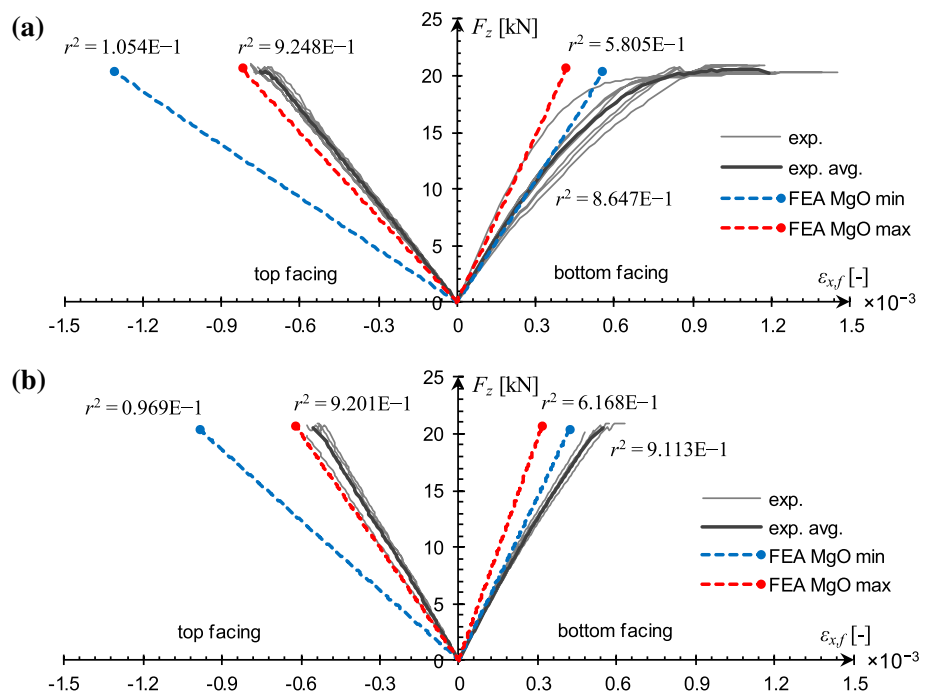 (a)
25
F_z [kN]
r² = 1.054E−1
r² = 9.248E−1
r² = 5.805E−1
20
15
exp.
exp. avg.
10
r² = 8.647E−1
FEA MgO min
FEA MgO max
5
top facing
bottom facing
ε_x,f [-]
0
×10⁻³
-1.5 -1.2 -0.9 -0.6 -0.3 0 0.3 0.6 0.9 1.2 1.5
(b)
25
F_z [kN]
r² = 0.969E−1
r² = 9.201E−1
r² = 6.168E−1
20
r² = 9.113E−1
15
exp.
exp. avg.
10
FEA MgO min
FEA MgO max
5
top facing
bottom facing
ε_x,f [-]
0
×10⁻³
-1.5 -1.2 -0.9 -0.6 -0.3 0 0.3 0.6 0.9 1.2 1.5